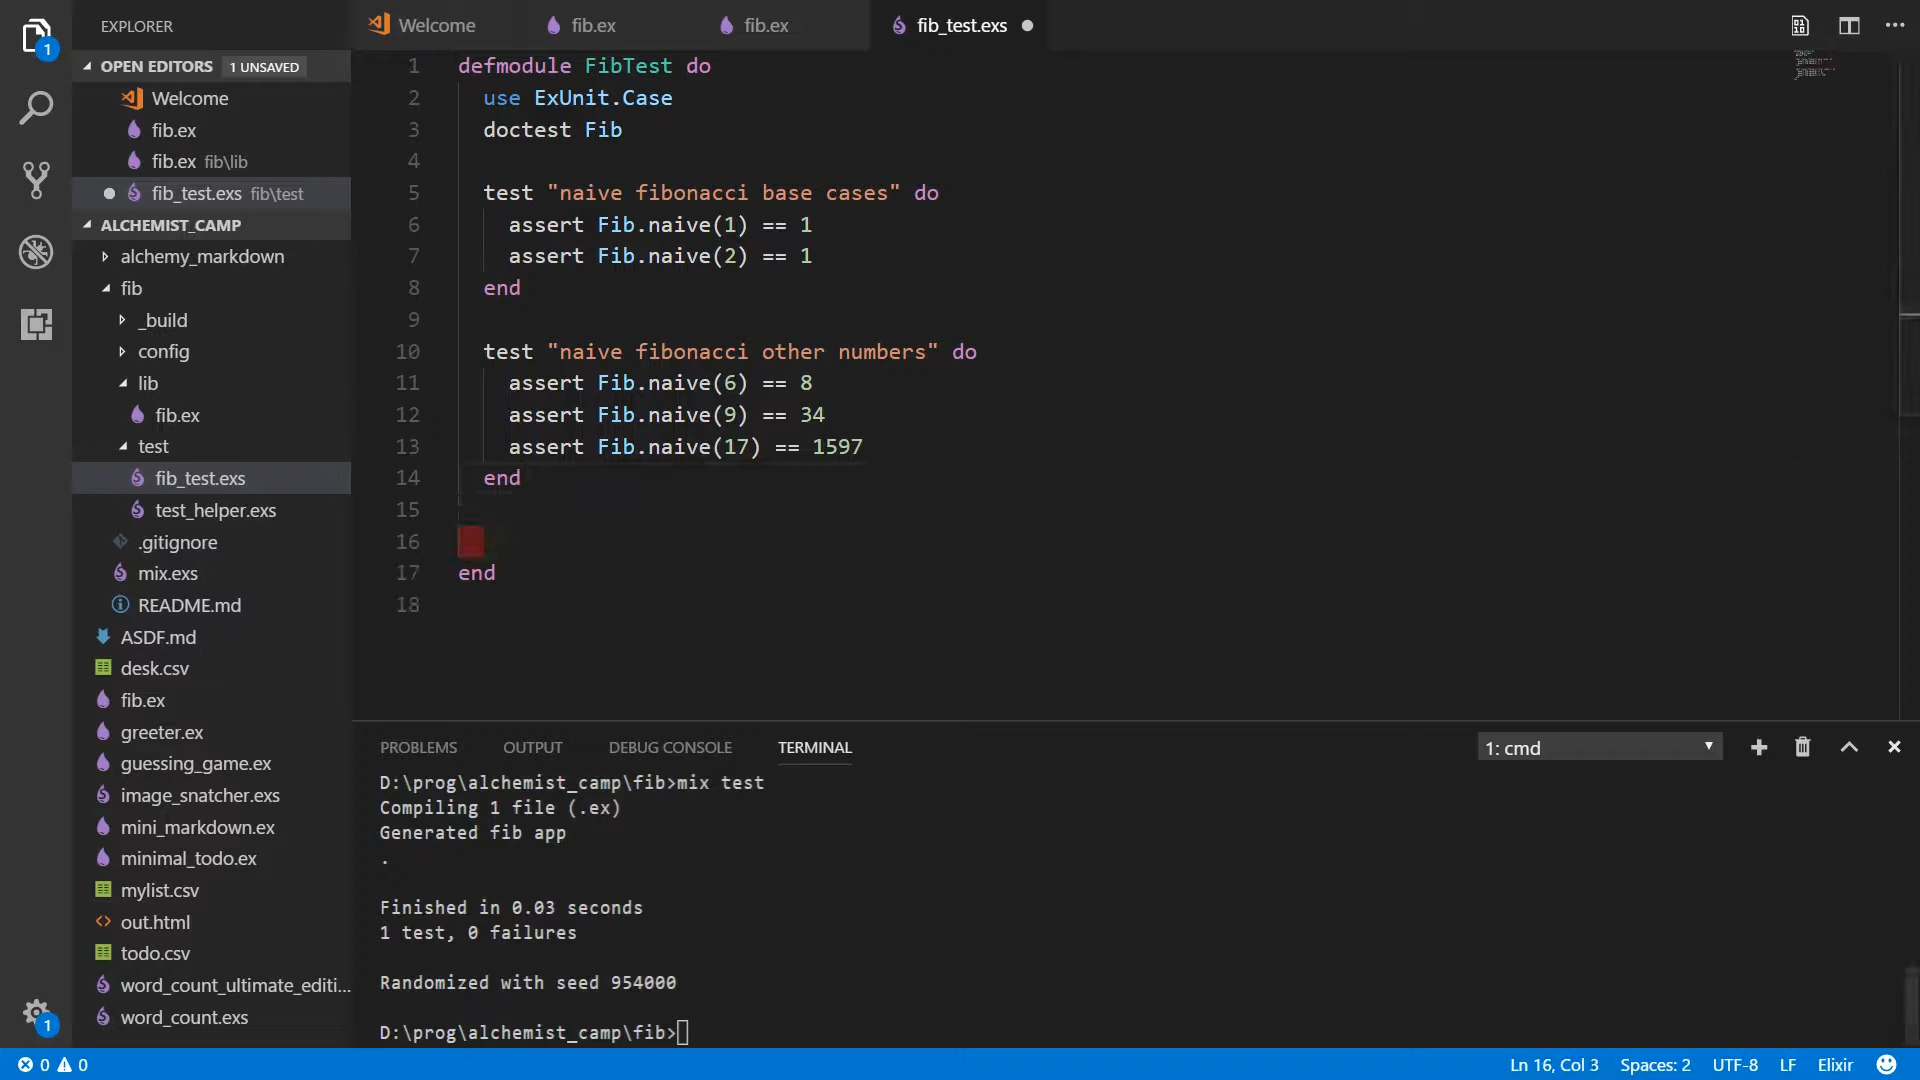 1
EXPLORER
OPEN EDITORS 1 UNSAVED
Welcome
fib.ex
fib.ex fib\lib
fib_test.exs fib\test
ALCHEMIST_CAMP
alchemy_markdown
fib
_build
config
lib
fib.ex
test
fib_test.exs
test_helper.exs
.gitignore
mix.exs
README.md
ASDF.md
desk.csv
fib.ex
greeter.ex
guessing_game.ex
image_snatcher.exs
mini_markdown.ex
minimal_todo.ex
mylist.csv
out.html
todo.csv
word_count_ultimate_editi...
word_count.exs
1
Welcome fib.ex fib.ex fib_test.exs
1 defmodule FibTest do
2 use ExUnit.Case
3 doctest Fib
4
5 test "naive fibonacci base cases" do
6 assert Fib.naive(1) == 1
7 assert Fib.naive(2) == 1
8 end
9
10 test "naive fibonacci other numbers" do
11 assert Fib.naive(6) == 8
12 assert Fib.naive(9) == 34
13 assert Fib.naive(17) == 1597
14 end
15
16
17 end
18
PROBLEMS OUTPUT DEBUG CONSOLE TERMINAL 1: cmd
D:\prog\alchemist_camp\fib>mix test
Compiling 1 file (.ex)
Generated fib app
.
Finished in 0.03 seconds
1 test, 0 failures
Randomized with seed 954000
D:\prog\alchemist_camp\fib>
0 0 Ln 16, Col 3 Spaces: 2 UTF-8 LF Elixir